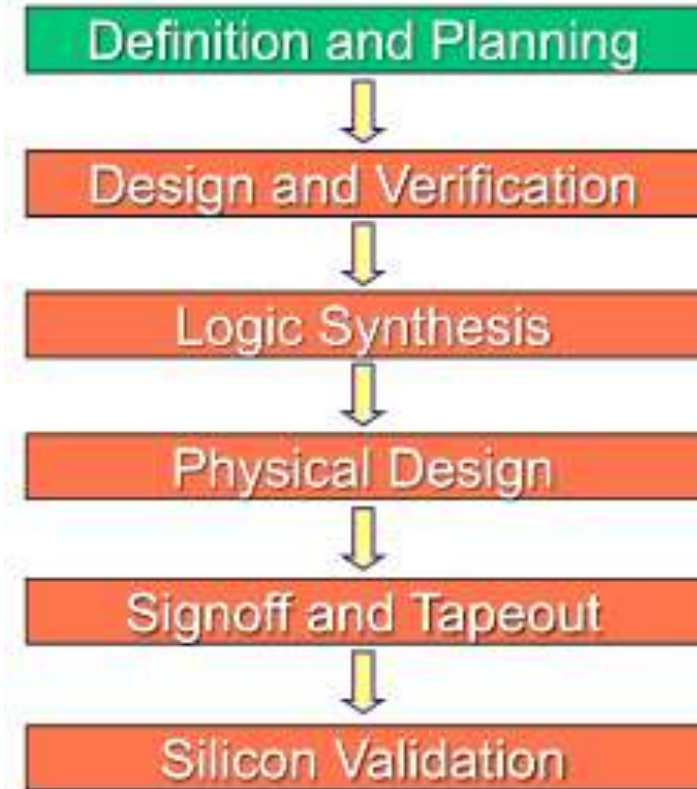 Definition and Planning
Design and Verification
Logic Synthesis
Physical Design
Signoff and Tapeout
Silicon Validation